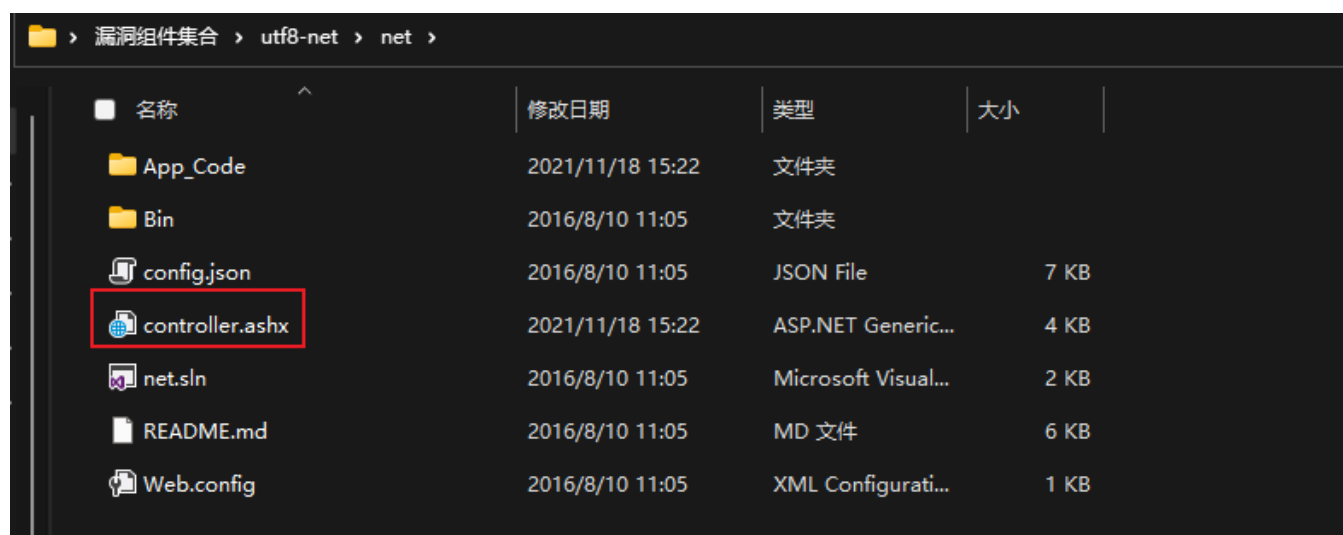 漏洞组件集合 › utf8-net › net ›
名称 修改日期 类型 大小
App_Code 2021/11/18 15:22 文件夹
Bin 2016/8/10 11:05 文件夹
config.json 2016/8/10 11:05 JSON File 7 KB
controller.ashx 2021/11/18 15:22 ASP.NET Generic... 4 KB
net.sln 2016/8/10 11:05 Microsoft Visual... 2 KB
README.md 2016/8/10 11:05 MD 文件 6 KB
Web.config 2016/8/10 11:05 XML Configurati... 1 KB